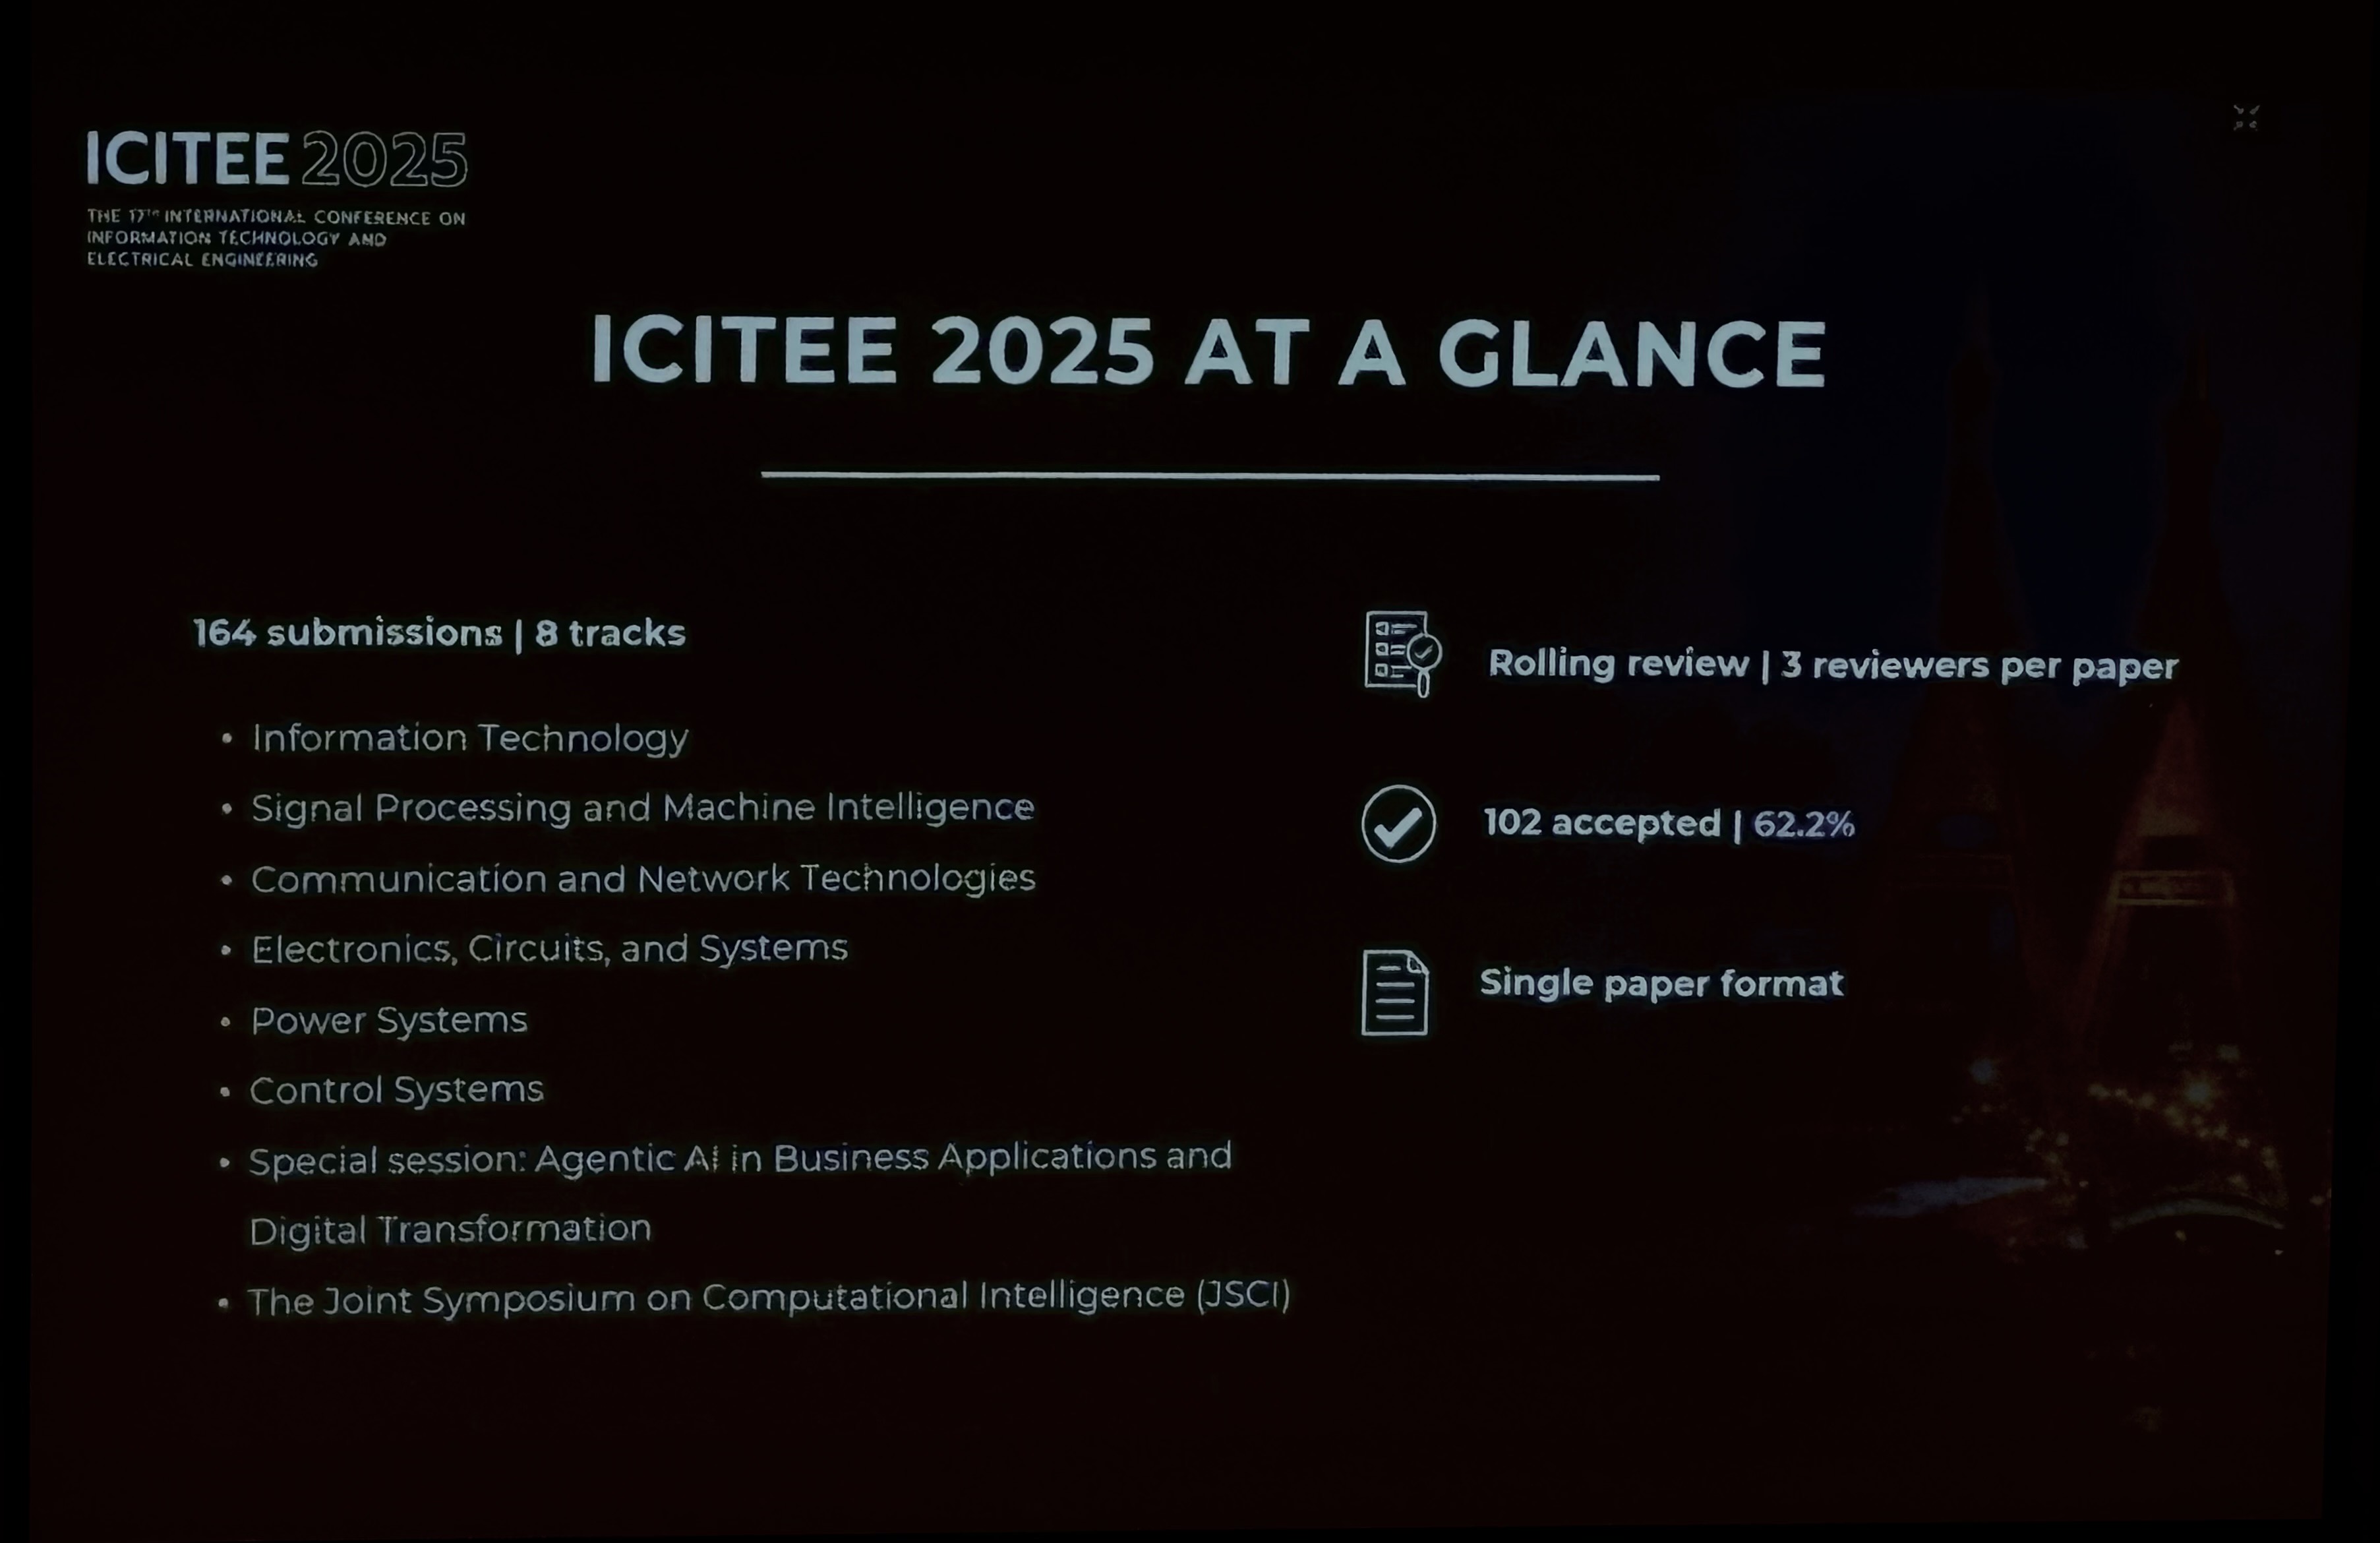 ICITEE 2025
THE 17TH INTERNATIONAL CONFERENCE ON
INFORMATION TECHNOLOGY AND
ELECTRICAL ENGINEERING
ICITEE 2025 AT A GLANCE
164 submissions | 8 tracks
• Information Technology
• Signal Processing and Machine Intelligence
• Communication and Network Technologies
• Electronics, Circuits, and Systems
• Power Systems
• Control Systems
• Special session: Agentic AI in Business Applications and
Digital Transformation
• The Joint Symposium on Computational Intelligence (JSCI)
Rolling review | 3 reviewers per paper
102 accepted | 62.2%
Single paper format